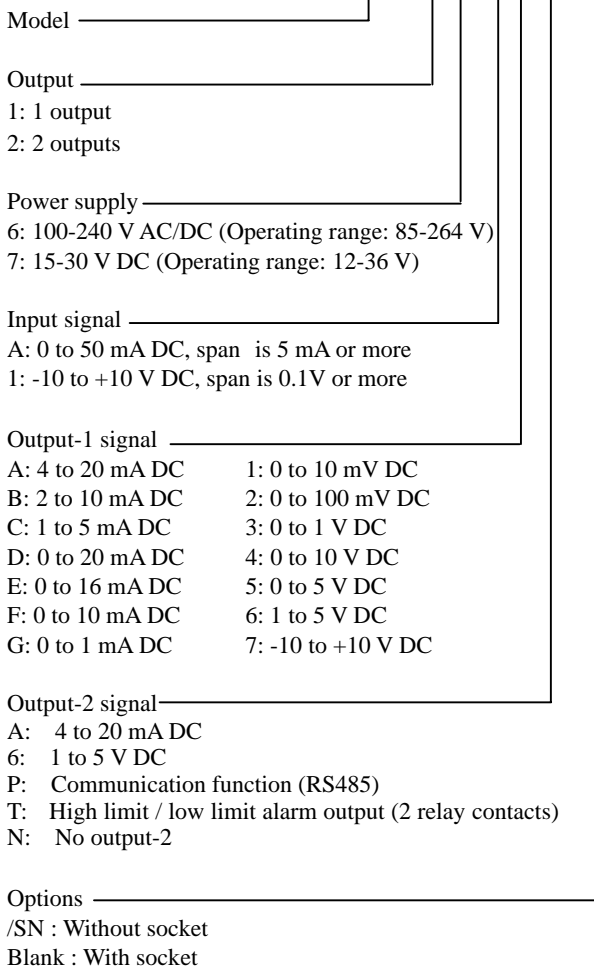 Model
Output
1: 1 output
2: 2 outputs
Power supply
6: 100-240 V AC/DC (Operating range: 85-264 V)
7: 15-30 V DC (Operating range: 12-36 V)
Input signal
A: 0 to 50 mA DC, span is 5 mA or more
1: -10 to +10 V DC, span is 0.1V or more
Output-1 signal
A: 4 to 20 mA DC 1: 0 to 10 mV DC
B: 2 to 10 mA DC 2: 0 to 100 mV DC
C: 1 to 5 mA DC 3: 0 to 1 V DC
D: 0 to 20 mA DC 4: 0 to 10 V DC
E: 0 to 16 mA DC 5: 0 to 5 V DC
F: 0 to 10 mA DC 6: 1 to 5 V DC
G: 0 to 1 mA DC 7: -10 to +10 V DC
Output-2 signal
A: 4 to 20 mA DC
6: 1 to 5 V DC
P: Communication function (RS485)
T: High limit / low limit alarm output (2 relay contacts)
N: No output-2
Options
/SN : Without socket
Blank : With socket